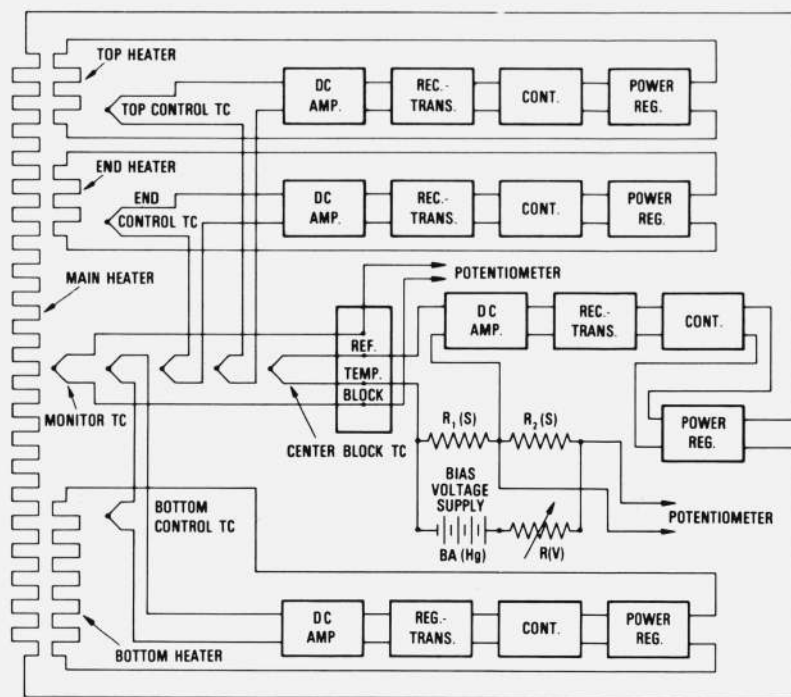 TOP HEATER
TOP CONTROL TC
DC
AMP.
REC.-
TRANS.
CONT.
POWER
REG.
END HEATER
END
CONTROL TC
DC
AMP.
REC.-
TRANS.
CONT.
POWER
REG.
MAIN HEATER
POTENTIOMETER
REF.
TEMP.
BLOCK
DC
AMP.
REC.-
TRANS.
CONT.
MONITOR TC
CENTER BLOCK TC
R1 (S)
R2 (S)
POWER
REG.
BOTTOM
CONTROL TC
BIAS
VOLTAGE
SUPPLY
BA (Hg)
R(V)
POTENTIOMETER
DC
AMP
REG.-
TRANS.
CONT.
POWER
REG.
BOTTOM HEATER